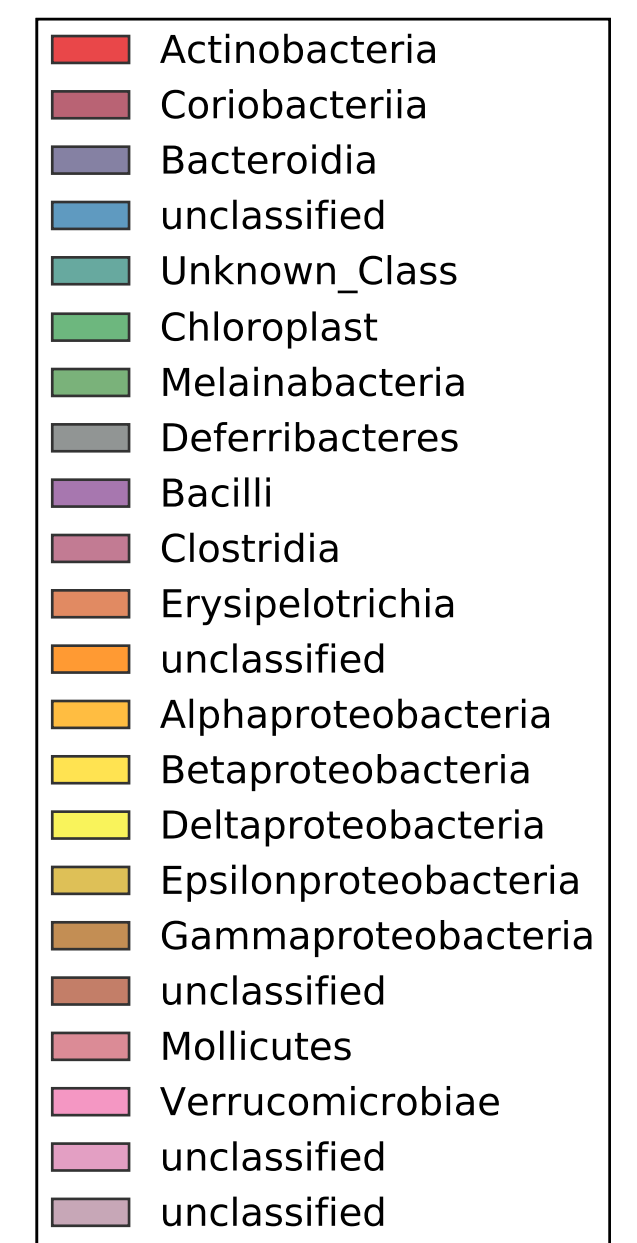 Actinobacteria
Coriobacteriia
Bacteroidia
unclassified
Unknown_Class
Chloroplast
Melainabacteria
Deferribacteres
Bacilli
Clostridia
Erysipelotrichia
unclassified
Alphaproteobacteria
Betaproteobacteria
Deltaproteobacteria
Epsilonproteobacteria
Gammaproteobacteria
unclassified
Mollicutes
Verrucomicrobiae
unclassified
unclassified